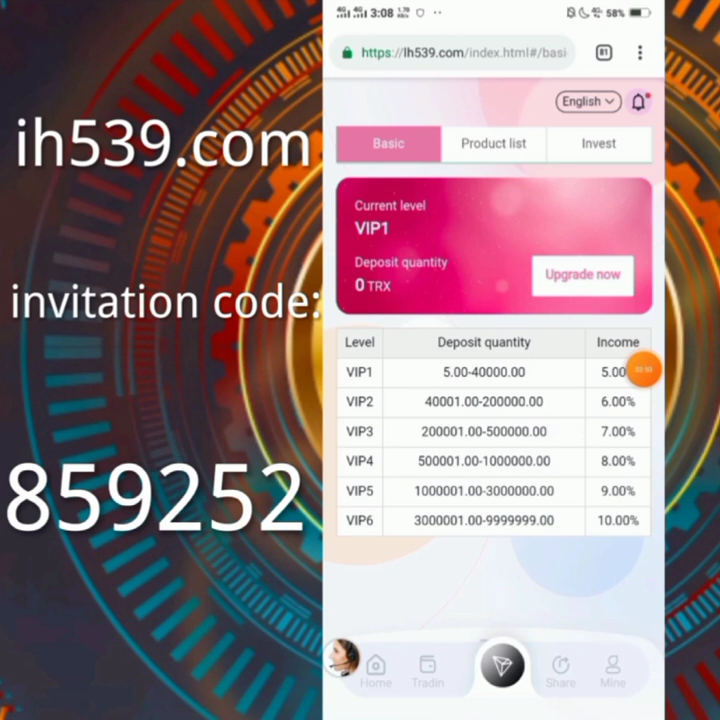 ih539.com
invitation code:
859252
3:08
58%
https://lh539.com/index.html#/basi
81
English
Basic
Product list
Invest
Current level
VIP1
Deposit quantity
0 TRX
Upgrade now
Level Deposit quantity Income
VIP1 5.00-40000.00 5.00
VIP2 40001.00-200000.00 6.00%
VIP3 200001.00-500000.00 7.00%
VIP4 500001.00-1000000.00 8.00%
VIP5 1000001.00-3000000.00 9.00%
VIP6 3000001.00-9999999.00 10.00%
Home
Tradin
Share
Mine